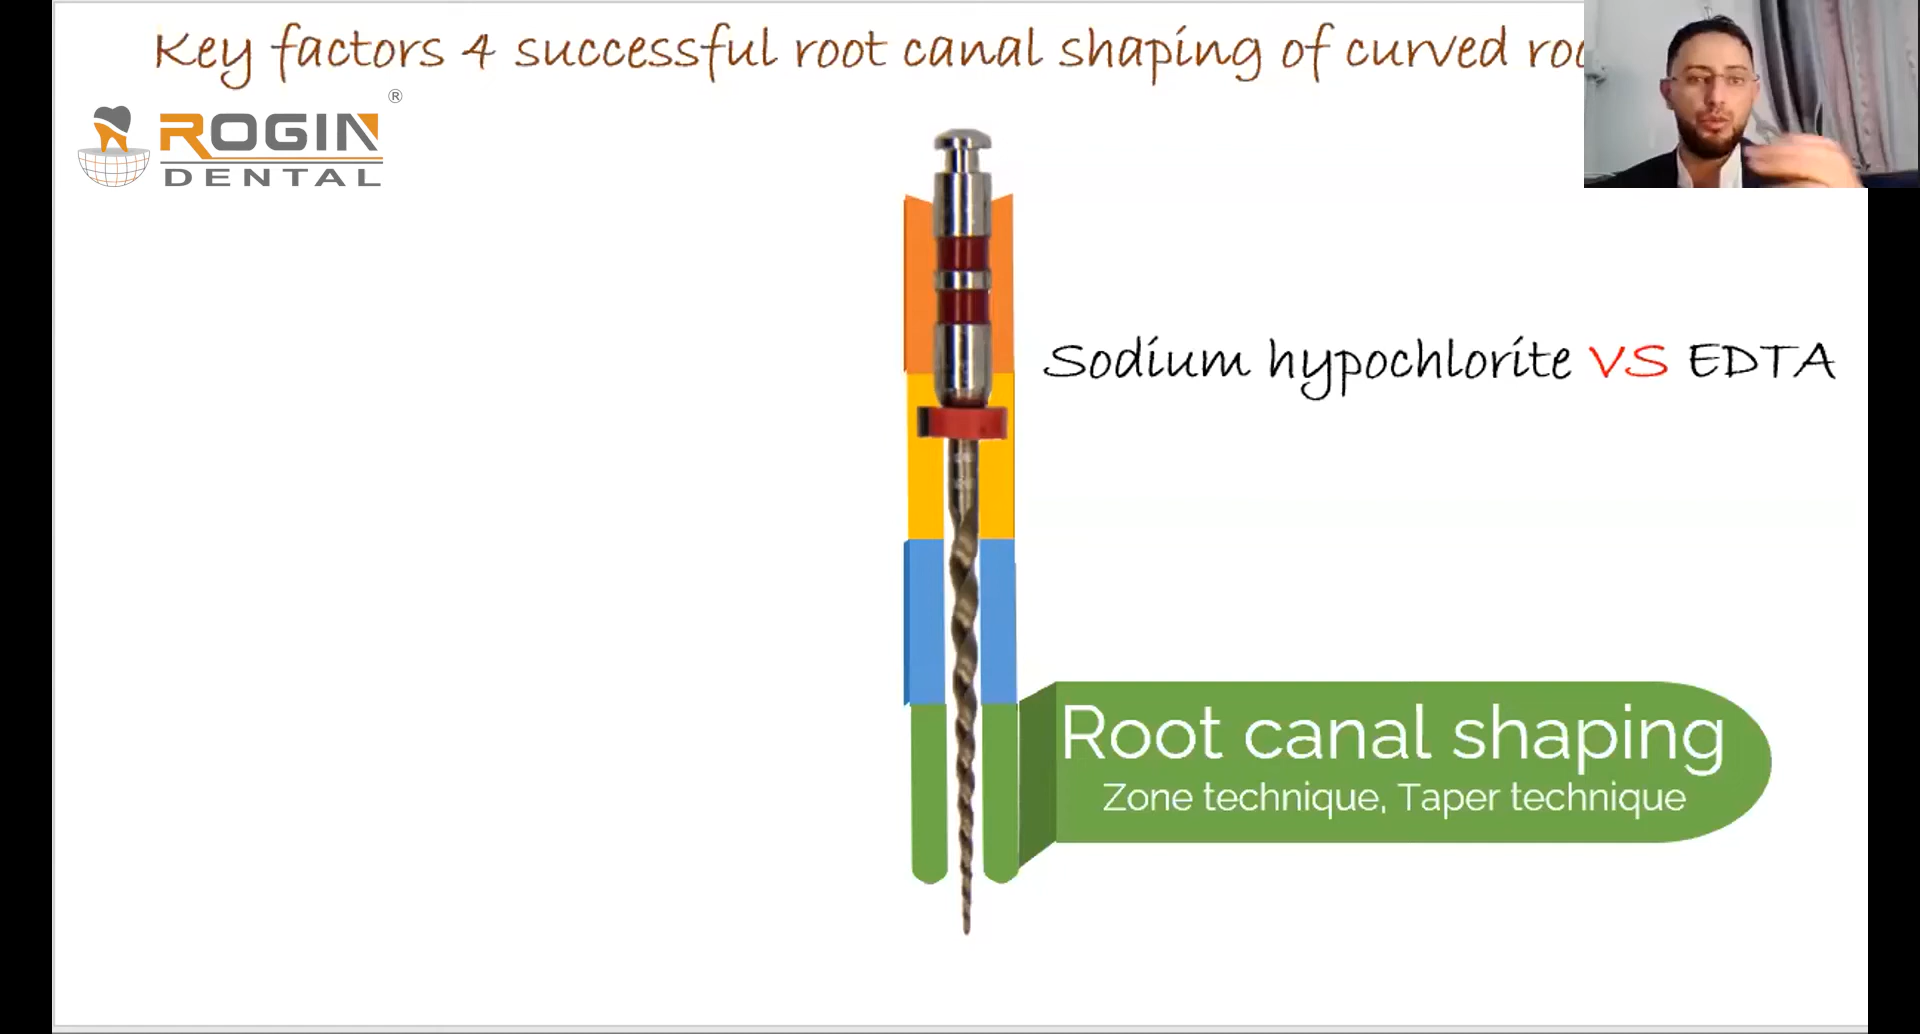 Key factors 4 successful root canal shaping of curved
ROGIN®
DENTAL
Sodium hypochlorite VS EDTA
Root canal shaping
Zone technique, Taper technique